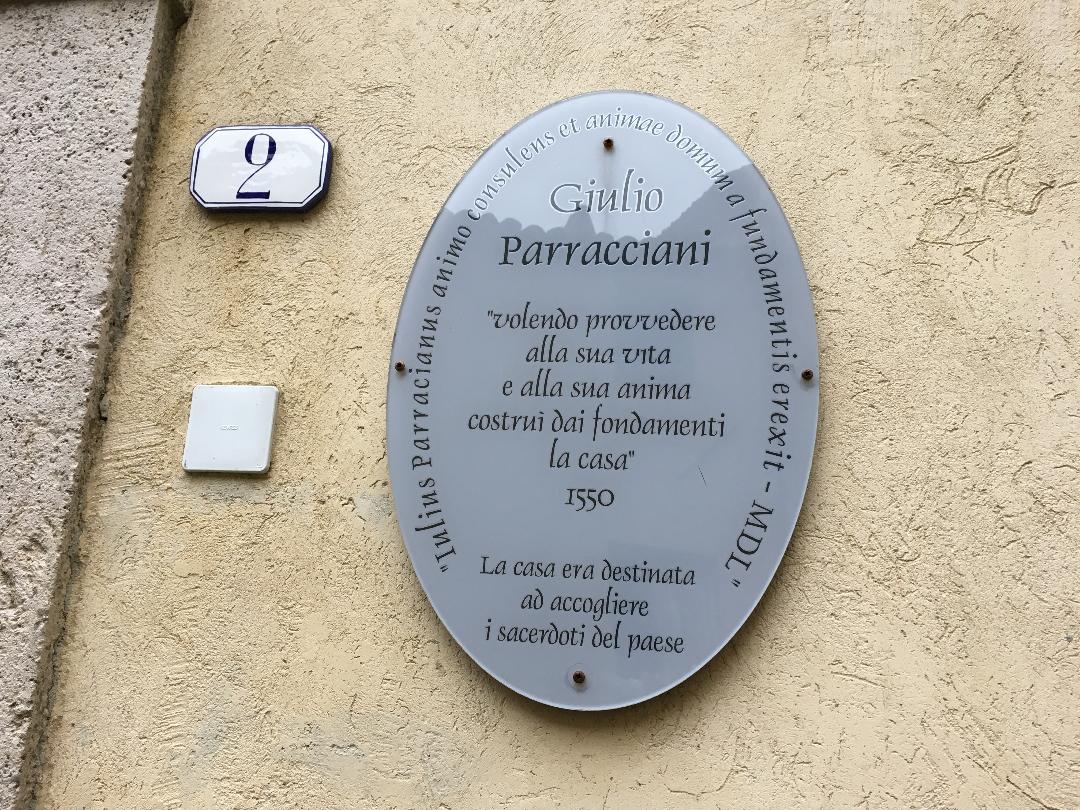 2
"Iulius Parracianus animo consulens et animae domum a fundamentis erexit - MDL"
Giulio
Parracciani
"volendo provvedere
alla sua vita
e alla sua anima
costruì dai fondamenti
la casa"
1550
La casa era destinata
ad accogliere
i sacerdoti del paese